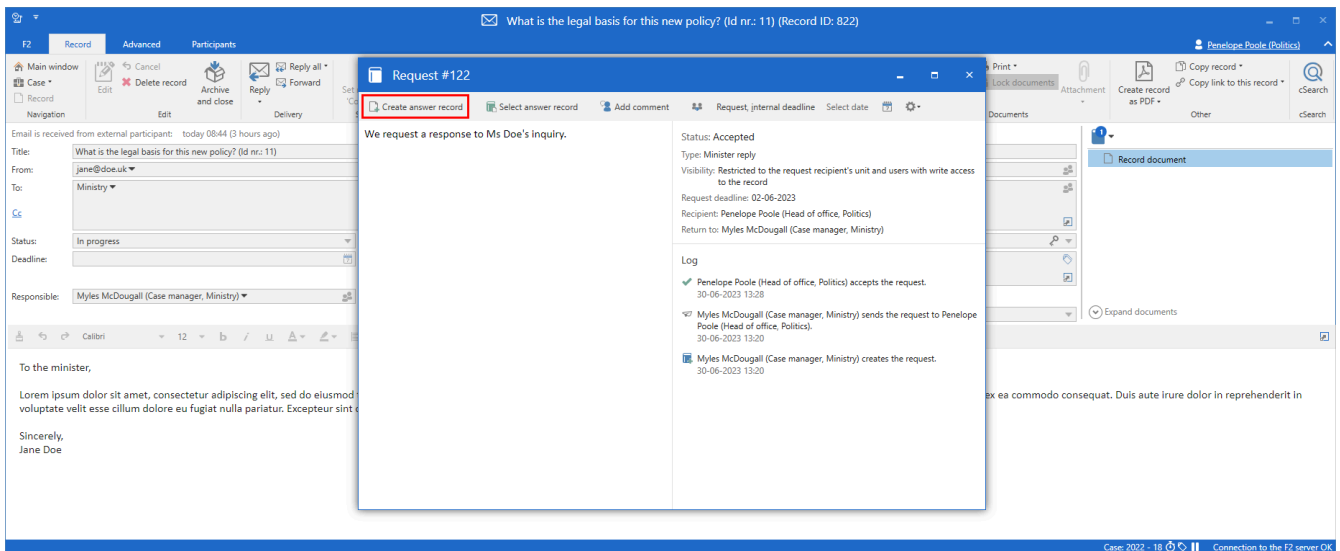 What is the legal basis for this new policy? (Id nr.: 11) (Record ID: 822)
F2 Record Advanced Participants
Penelope Poole (Politics)
Main window
Case
Record
Navigation
Edit
Cancel
Delete record
Archive and close
Edit
Reply
Reply all
Forward
Delivery
Set
Print
Lock documents
Documents
Attachment
Create record as PDF
Copy record
Copy link to this record
Other
cSearch
cSearch
Email is received from external participant: today 08:44 (3 hours ago)
Title: What is the legal basis for this new policy? (Id nr.: 11)
From: jane@doe.uk
To: Ministry
Cc
Status: In progress
Deadline:
Responsible: Myles McDougall (Case manager, Ministry)
1
Record document
Expand documents
Calibri 12 b / u A
To the minister,
Lorem ipsum dolor sit amet, consectetur adipiscing elit, sed do eiusmod
ex ea commodo consequat. Duis aute irure dolor in reprehenderit in
voluptate velit esse cillum dolore eu fugiat nulla pariatur. Excepteur sint
Sincerely,
Jane Doe
Request #122
Create answer record Select answer record Add comment Request, internal deadline Select date
We request a response to Ms Doe's inquiry.
Status: Accepted
Type: Minister reply
Visibility: Restricted to the request recipient's unit and users with write access
to the record
Request deadline: 02-06-2023
Recipient: Penelope Poole (Head of office, Politics)
Return to: Myles McDougall (Case manager, Ministry)
Log
Penelope Poole (Head of office, Politics) accepts the request.
30-06-2023 13:28
Myles McDougall (Case manager, Ministry) sends the request to Penelope
Poole (Head of office, Politics).
30-06-2023 13:20
Myles McDougall (Case manager, Ministry) creates the request.
30-06-2023 13:20
Case: 2022 - 18 Connection to the F2 server OK